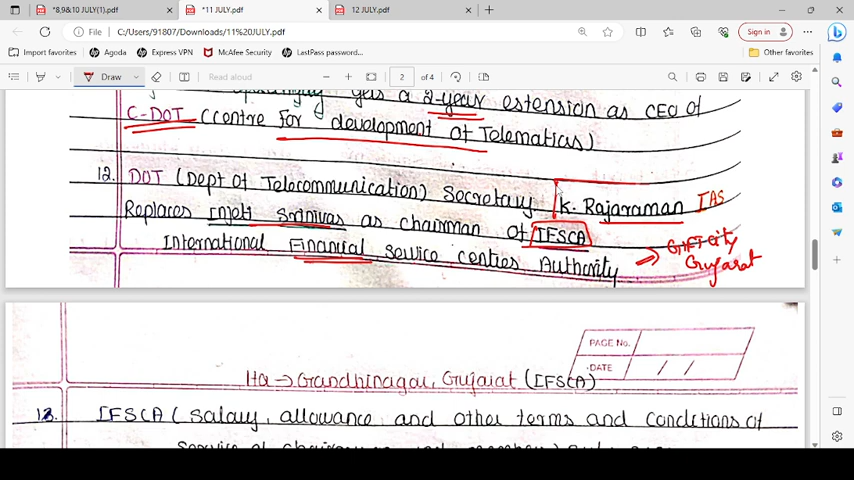 *8,9&10 JULY(1).pdf
*11 JULY.pdf
12 JULY.pdf
File
C:/Users/91807/Downloads/11%20JULY.pdf
Sign in
Import favorites
Agoda
Express VPN
McAfee Security
LastPass password...
Other favorites
Draw
Read aloud
2 of 4
gets a 2-year extension as CEO of
C-DOT (Centre For development of Telematics)
12. DOT (Dept of Telecommunication) Secretary K. Rajaraman IAS
Replaces Injeti Srinivas as chairman of IFSCA
International Financial Service centres Authority → GIFT City
Gujarat
PAGE No.
DATE / /
HQ → Gandhinagar, Gujarat (IFSCA)
13. IFSCA (Salary, allowance and other terms and conditions of